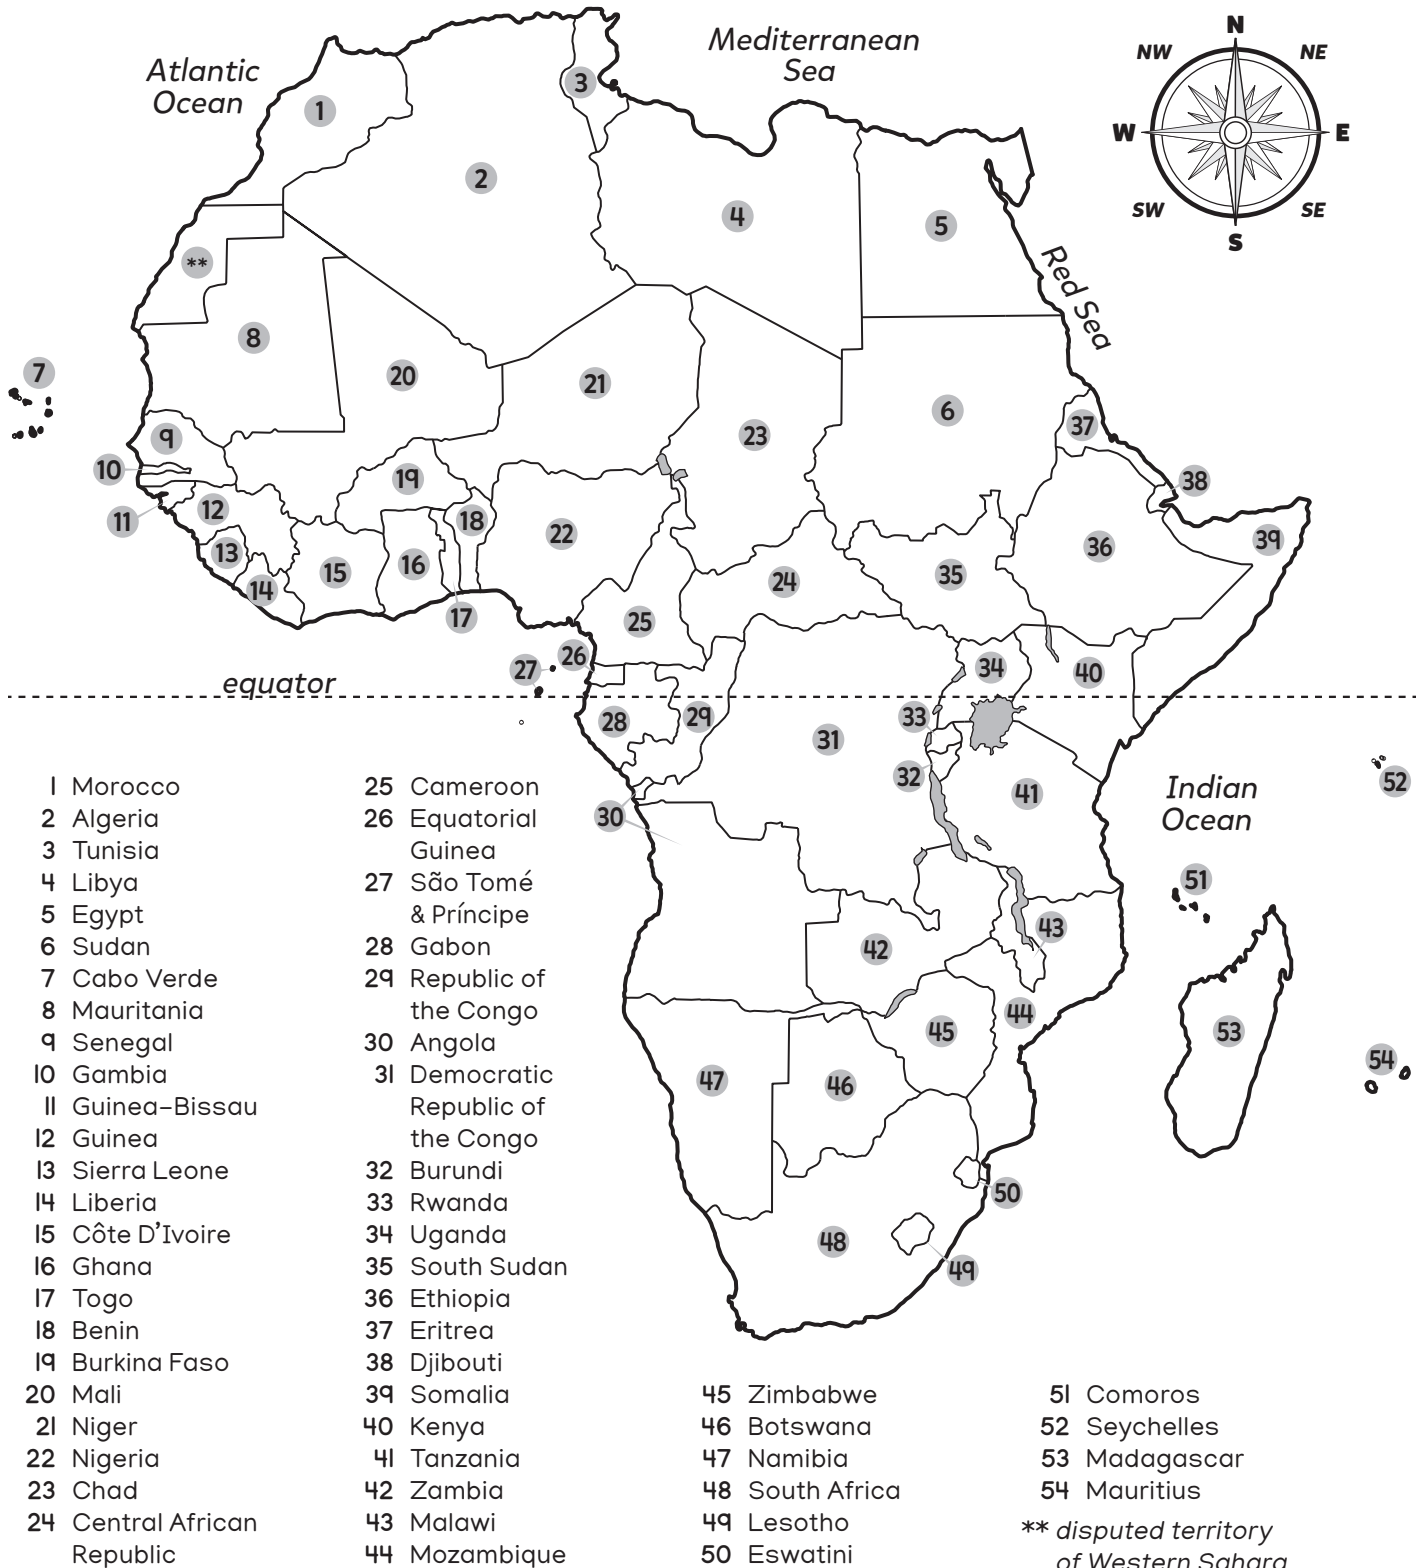 Atlantic
Ocean
Mediterranean
Sea
N
NW
NE
W
E
SW
SE
S
Red Sea
1
2
3
4
5
**
8
7
20
21
6
23
37
9
10
19
38
11
12
18
22
39
13
15
16
36
14
24
35
17
25
26
27
34
40
equator
28
29
33
31
32
41
30
Indian
Ocean
52
51
42
43
44
45
53
47
46
54
50
48
49
1 Morocco
2 Algeria
3 Tunisia
4 Libya
5 Egypt
6 Sudan
7 Cabo Verde
8 Mauritania
9 Senegal
10 Gambia
11 Guinea–Bissau
12 Guinea
13 Sierra Leone
14 Liberia
15 Côte D’Ivoire
16 Ghana
17 Togo
18 Benin
19 Burkina Faso
20 Mali
21 Niger
22 Nigeria
23 Chad
24 Central African
Republic
25 Cameroon
26 Equatorial
Guinea
27 São Tomé
& Príncipe
28 Gabon
29 Republic of
the Congo
30 Angola
31 Democratic
Republic of
the Congo
32 Burundi
33 Rwanda
34 Uganda
35 South Sudan
36 Ethiopia
37 Eritrea
38 Djibouti
39 Somalia
40 Kenya
41 Tanzania
42 Zambia
43 Malawi
44 Mozambique
45 Zimbabwe
46 Botswana
47 Namibia
48 South Africa
49 Lesotho
50 Eswatini
51 Comoros
52 Seychelles
53 Madagascar
54 Mauritius
** disputed territory
of Western Sahara